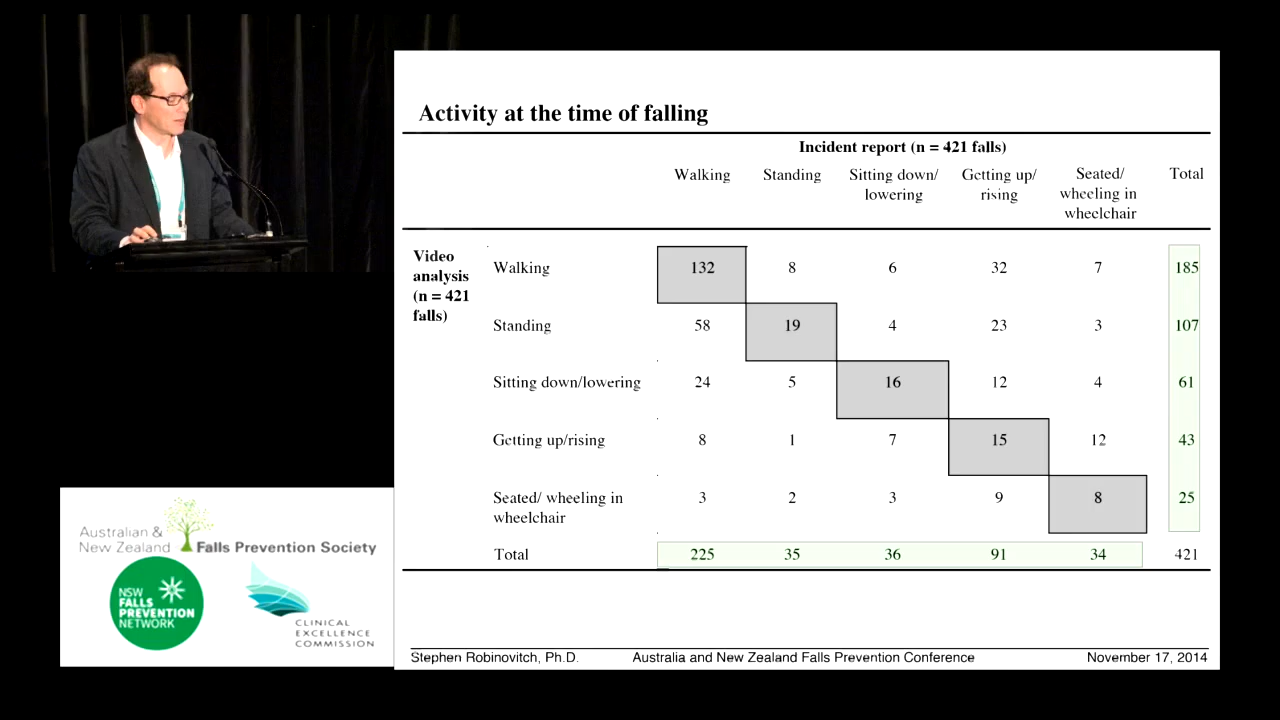 Activity at the time of falling
Incident report (n = 421 falls)
Walking Standing Sitting down/ lowering Getting up/ rising Seated/ wheeling in wheelchair Total
Video analysis (n = 421 falls)
Walking 132 8 6 32 7 185
Standing 58 19 4 23 3 107
Sitting down/lowering 24 5 16 12 4 61
Getting up/rising 8 1 7 15 12 43
Seated/ wheeling in wheelchair 3 2 3 9 8 25
Total 225 35 36 91 34 421
Stephen Robinovitch, Ph.D. Australia and New Zealand Falls Prevention Conference November 17, 2014
Australian &
New Zealand Falls Prevention Society
NSW
FALLS
PREVENTION
NETWORK
CLINICAL
EXCELLENCE
COMMISSION